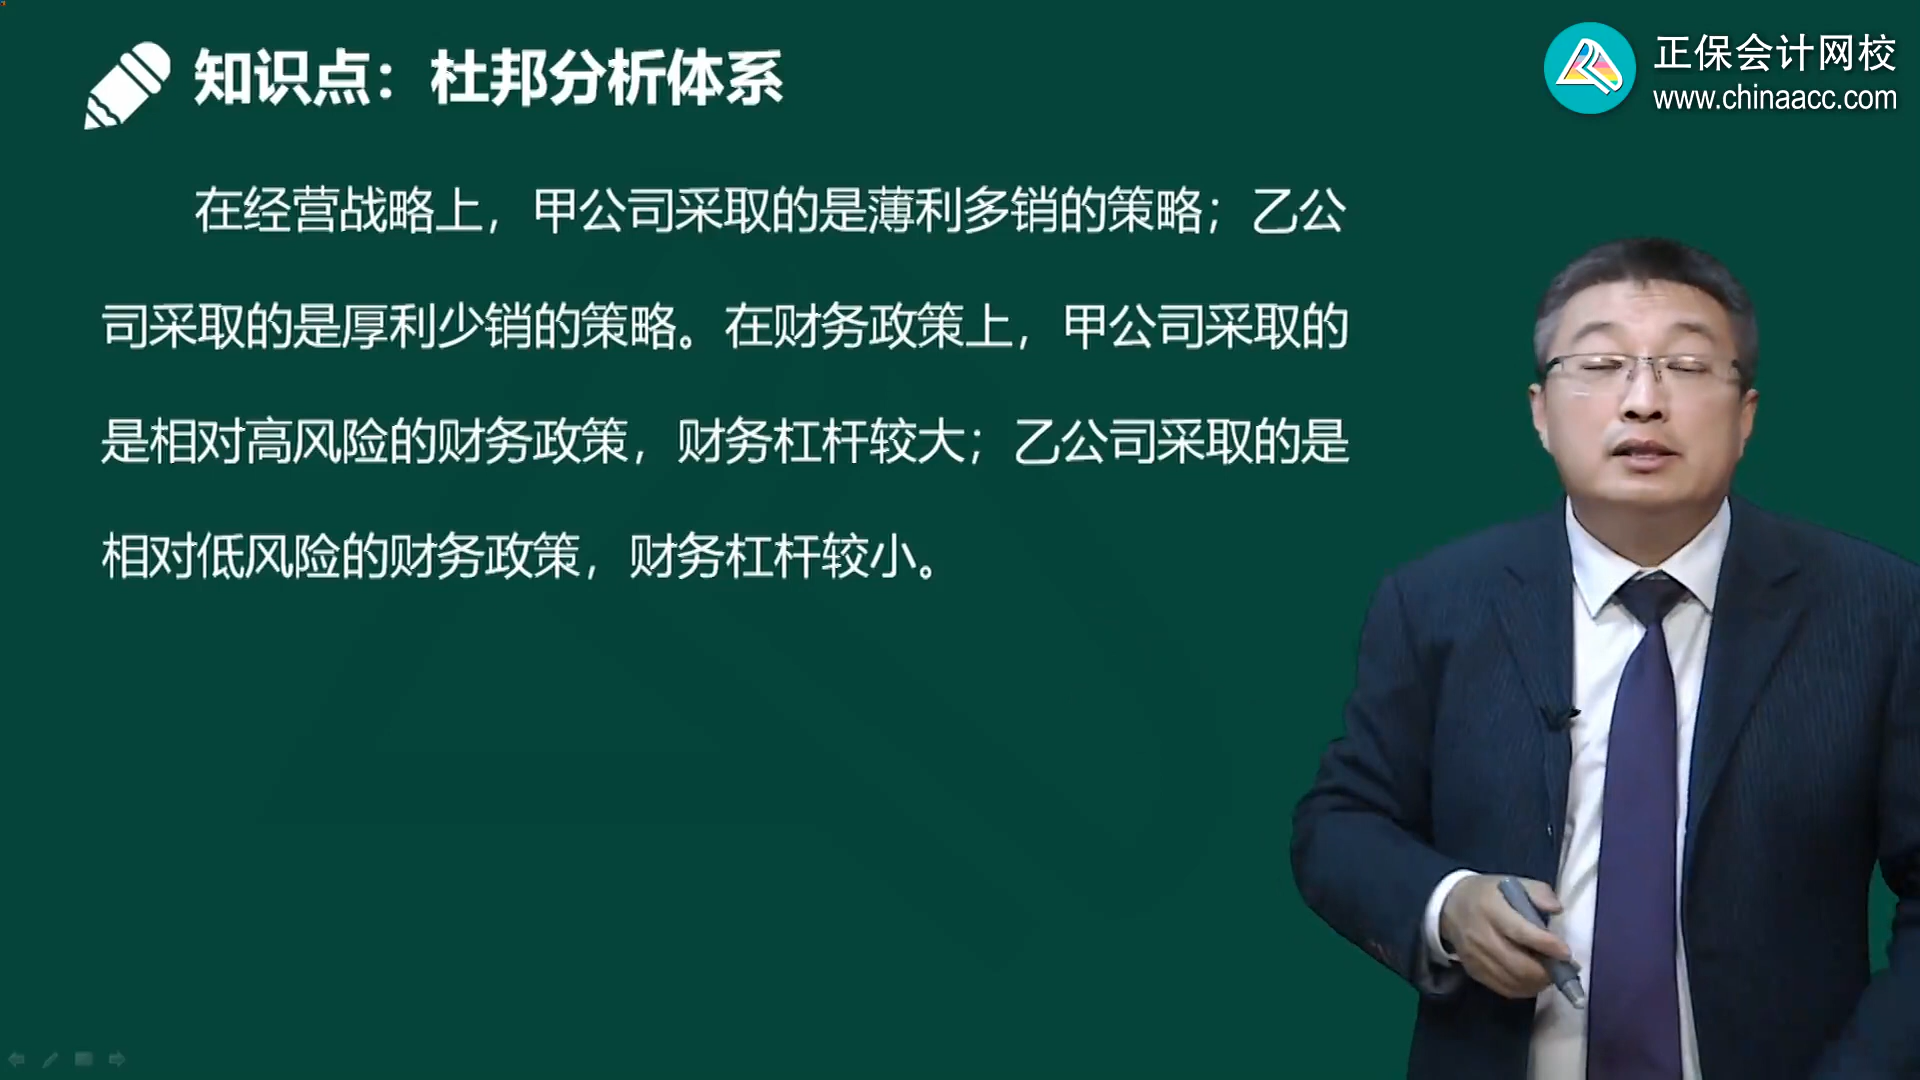 知识点：杜邦分析体系
正保会计网校
www.chinaacc.com
在经营战略上，甲公司采取的是薄利多销的策略；乙公
司采取的是厚利少销的策略。在财务政策上，甲公司采取的
是相对高风险的财务政策，财务杠杆较大；乙公司采取的是
相对低风险的财务政策，财务杠杆较小。